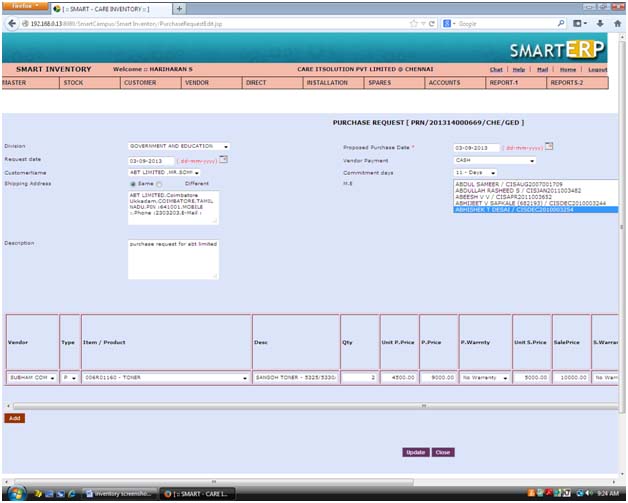 Firefox
[ :: SMART - CARE INVENTORY :: ]
192.168.0.13:8080/SmartCampus/Smart Inventory/PurchaseRequestEdit.jsp
Google
SMARTERP
SMART INVENTORY Welcome :: HARIHARAN S CARE ITSOLUTION PVT LIMITED @ CHENNAI Chat | Help | Mail | Home | Logout
MASTER STOCK CUSTOMER VENDOR DIRECT INSTALLATION SPARES ACCOUNTS REPORT-1 REPORTS-2
PURCHASE REQUEST [ PRN/201314000669/CHE/GED ]
Division GOVERNMENT AND EDUCATION Proposed Purchase Date * 03-09-2013 ( dd-mm-yyyy)
Request date 03-09-2013 ( dd-mm-yyyy) Vendor Payment CASH
CustomerName ABT LIMITED ,MR.SOMI Commitment days 11 - Days
Shipping Address Same Different M.E
ABT LIMITED,Coimbatore
Ukkadam,COIMBATORE,TAMIL
NADU.PIN :641001,MOBILE
:.Phone :2303203.E-Mail :
ABDUL SAMEER / CISAUG2007001709
ABDULLAH RASHEED S / CISJAN2011003482
ABEESH V V / CISAPR2011003652
ABHIJEET V SAPKALE (682193) / CISDEC2010003244
ABHISHEK T DESAI / CISDEC2010003254
Description purchase request for abt limited
Vendor Type Item / Product Desc Qty Unit P.Price P.Price P.Warrnty Unit S.Price SalePrice S.Warra
SUBHAM COM P 006R01160 - TONER SANGOH TONER - 5325/5330/ 2 4500.00 9000.00 No Warrenty 5000.00 10000.00 No Warr
Add
Update Close
inventory screensho... [ :: SMART - CARE I... 9:24 AM